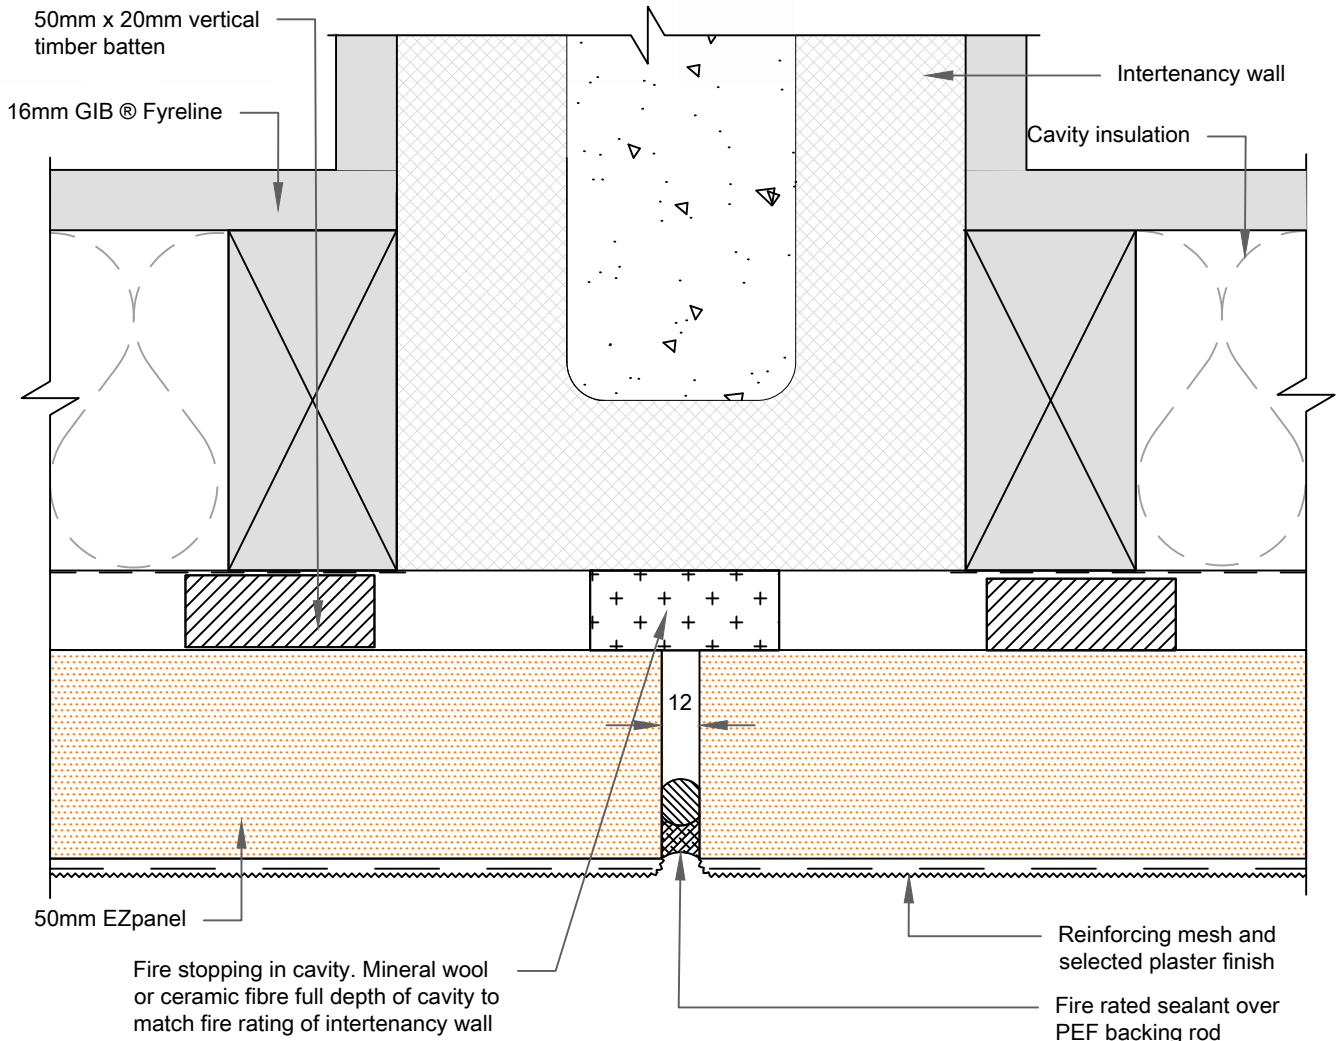 50mm x 20mm vertical
timber batten
16mm GIB ® Fyreline
Intertenancy wall
Cavity insulation
12
50mm EZpanel
Fire stopping in cavity. Mineral wool
or ceramic fibre full depth of cavity to
match fire rating of intertenancy wall
Reinforcing mesh and
selected plaster finish
Fire rated sealant over
PEF backing rod